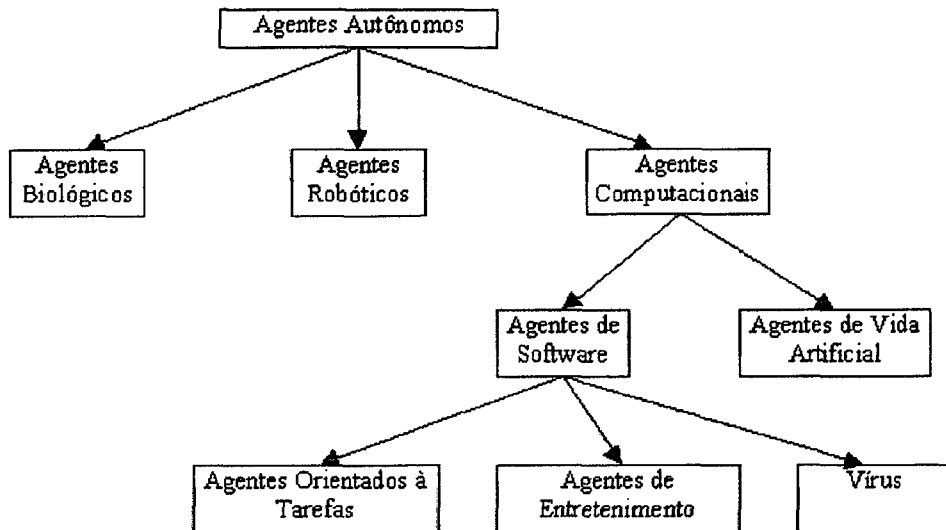 Agentes Autônomos
Agentes
Biológicos
Agentes
Robóticos
Agentes
Computacionais
Agentes de
Software
Agentes de Vida
Artificial
Agentes Orientados à
Tarefas
Agentes de
Entretenimento
Vírus